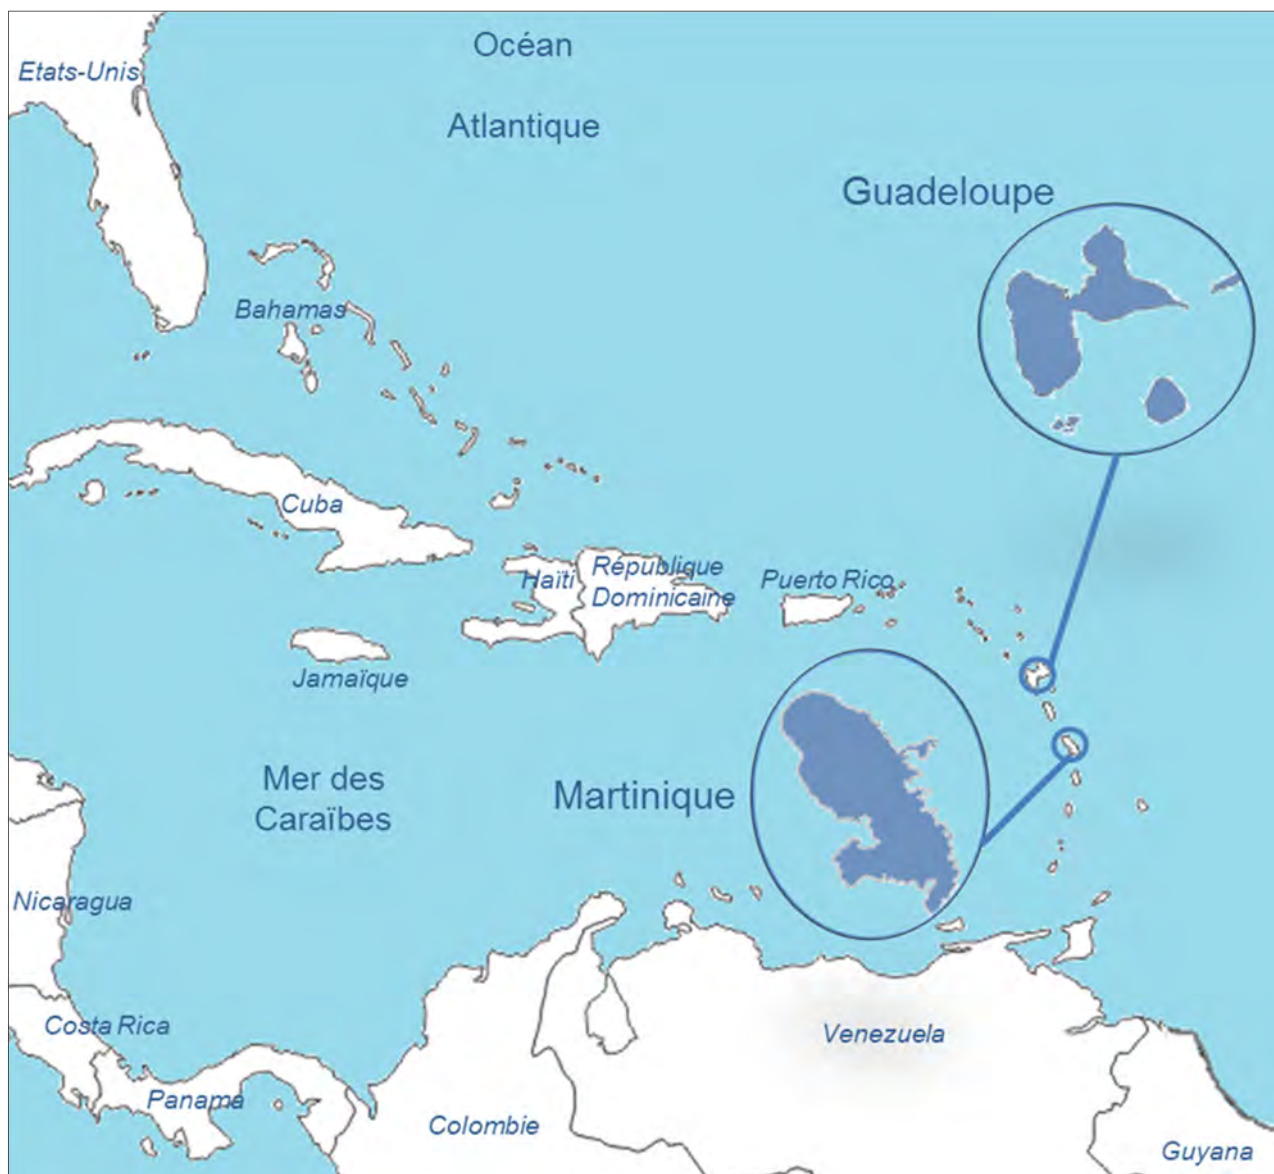 Océan
Etats-Unis
Atlantique
Guadeloupe
Bahamas
Cuba
Haïti
République
Dominicaine
Puerto Rico
Jamaïque
Mer des
Caraïbes
Martinique
Nicaragua
Costa Rica
Venezuela
Panama
Colombie
Guyana